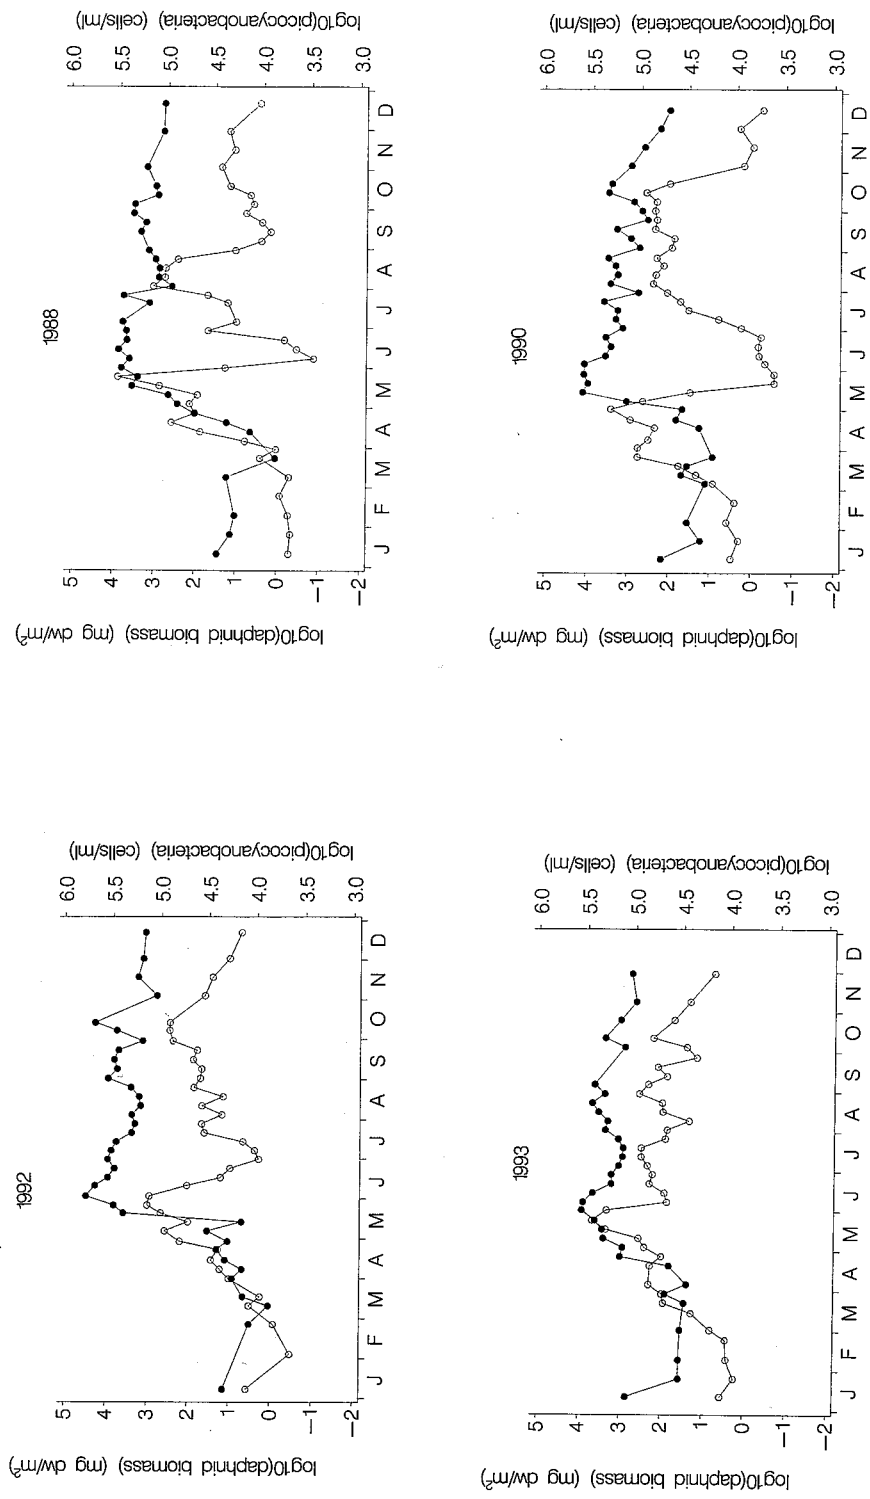 1988
log10(picocyanobacteria) (cells/ml)
6.0 5.5 5.0 4.5 4.0 3.5 3.0
J F M A M J J A S O N D
5 4 3 2 1 0 −1 −2
log10(daphnid biomass) (mg dw/m²)
1990
log10(picocyanobacteria) (cells/ml)
6.0 5.5 5.0 4.5 4.0 3.5 3.0
J F M A M J J A S O N D
5 4 3 2 1 0 −1 −2
log10(daphnid biomass) (mg dw/m²)
1992
log10(picocyanobacteria) (cells/ml)
6.0 5.5 5.0 4.5 4.0 3.5 3.0
J F M A M J J A S O N D
5 4 3 2 1 0 −1 −2
log10(daphnid biomass) (mg dw/m²)
1993
log10(picocyanobacteria) (cells/ml)
6.0 5.5 5.0 4.5 4.0 3.5 3.0
J F M A M J J A S O N D
5 4 3 2 1 0 −1 −2
log10(daphnid biomass) (mg dw/m²)